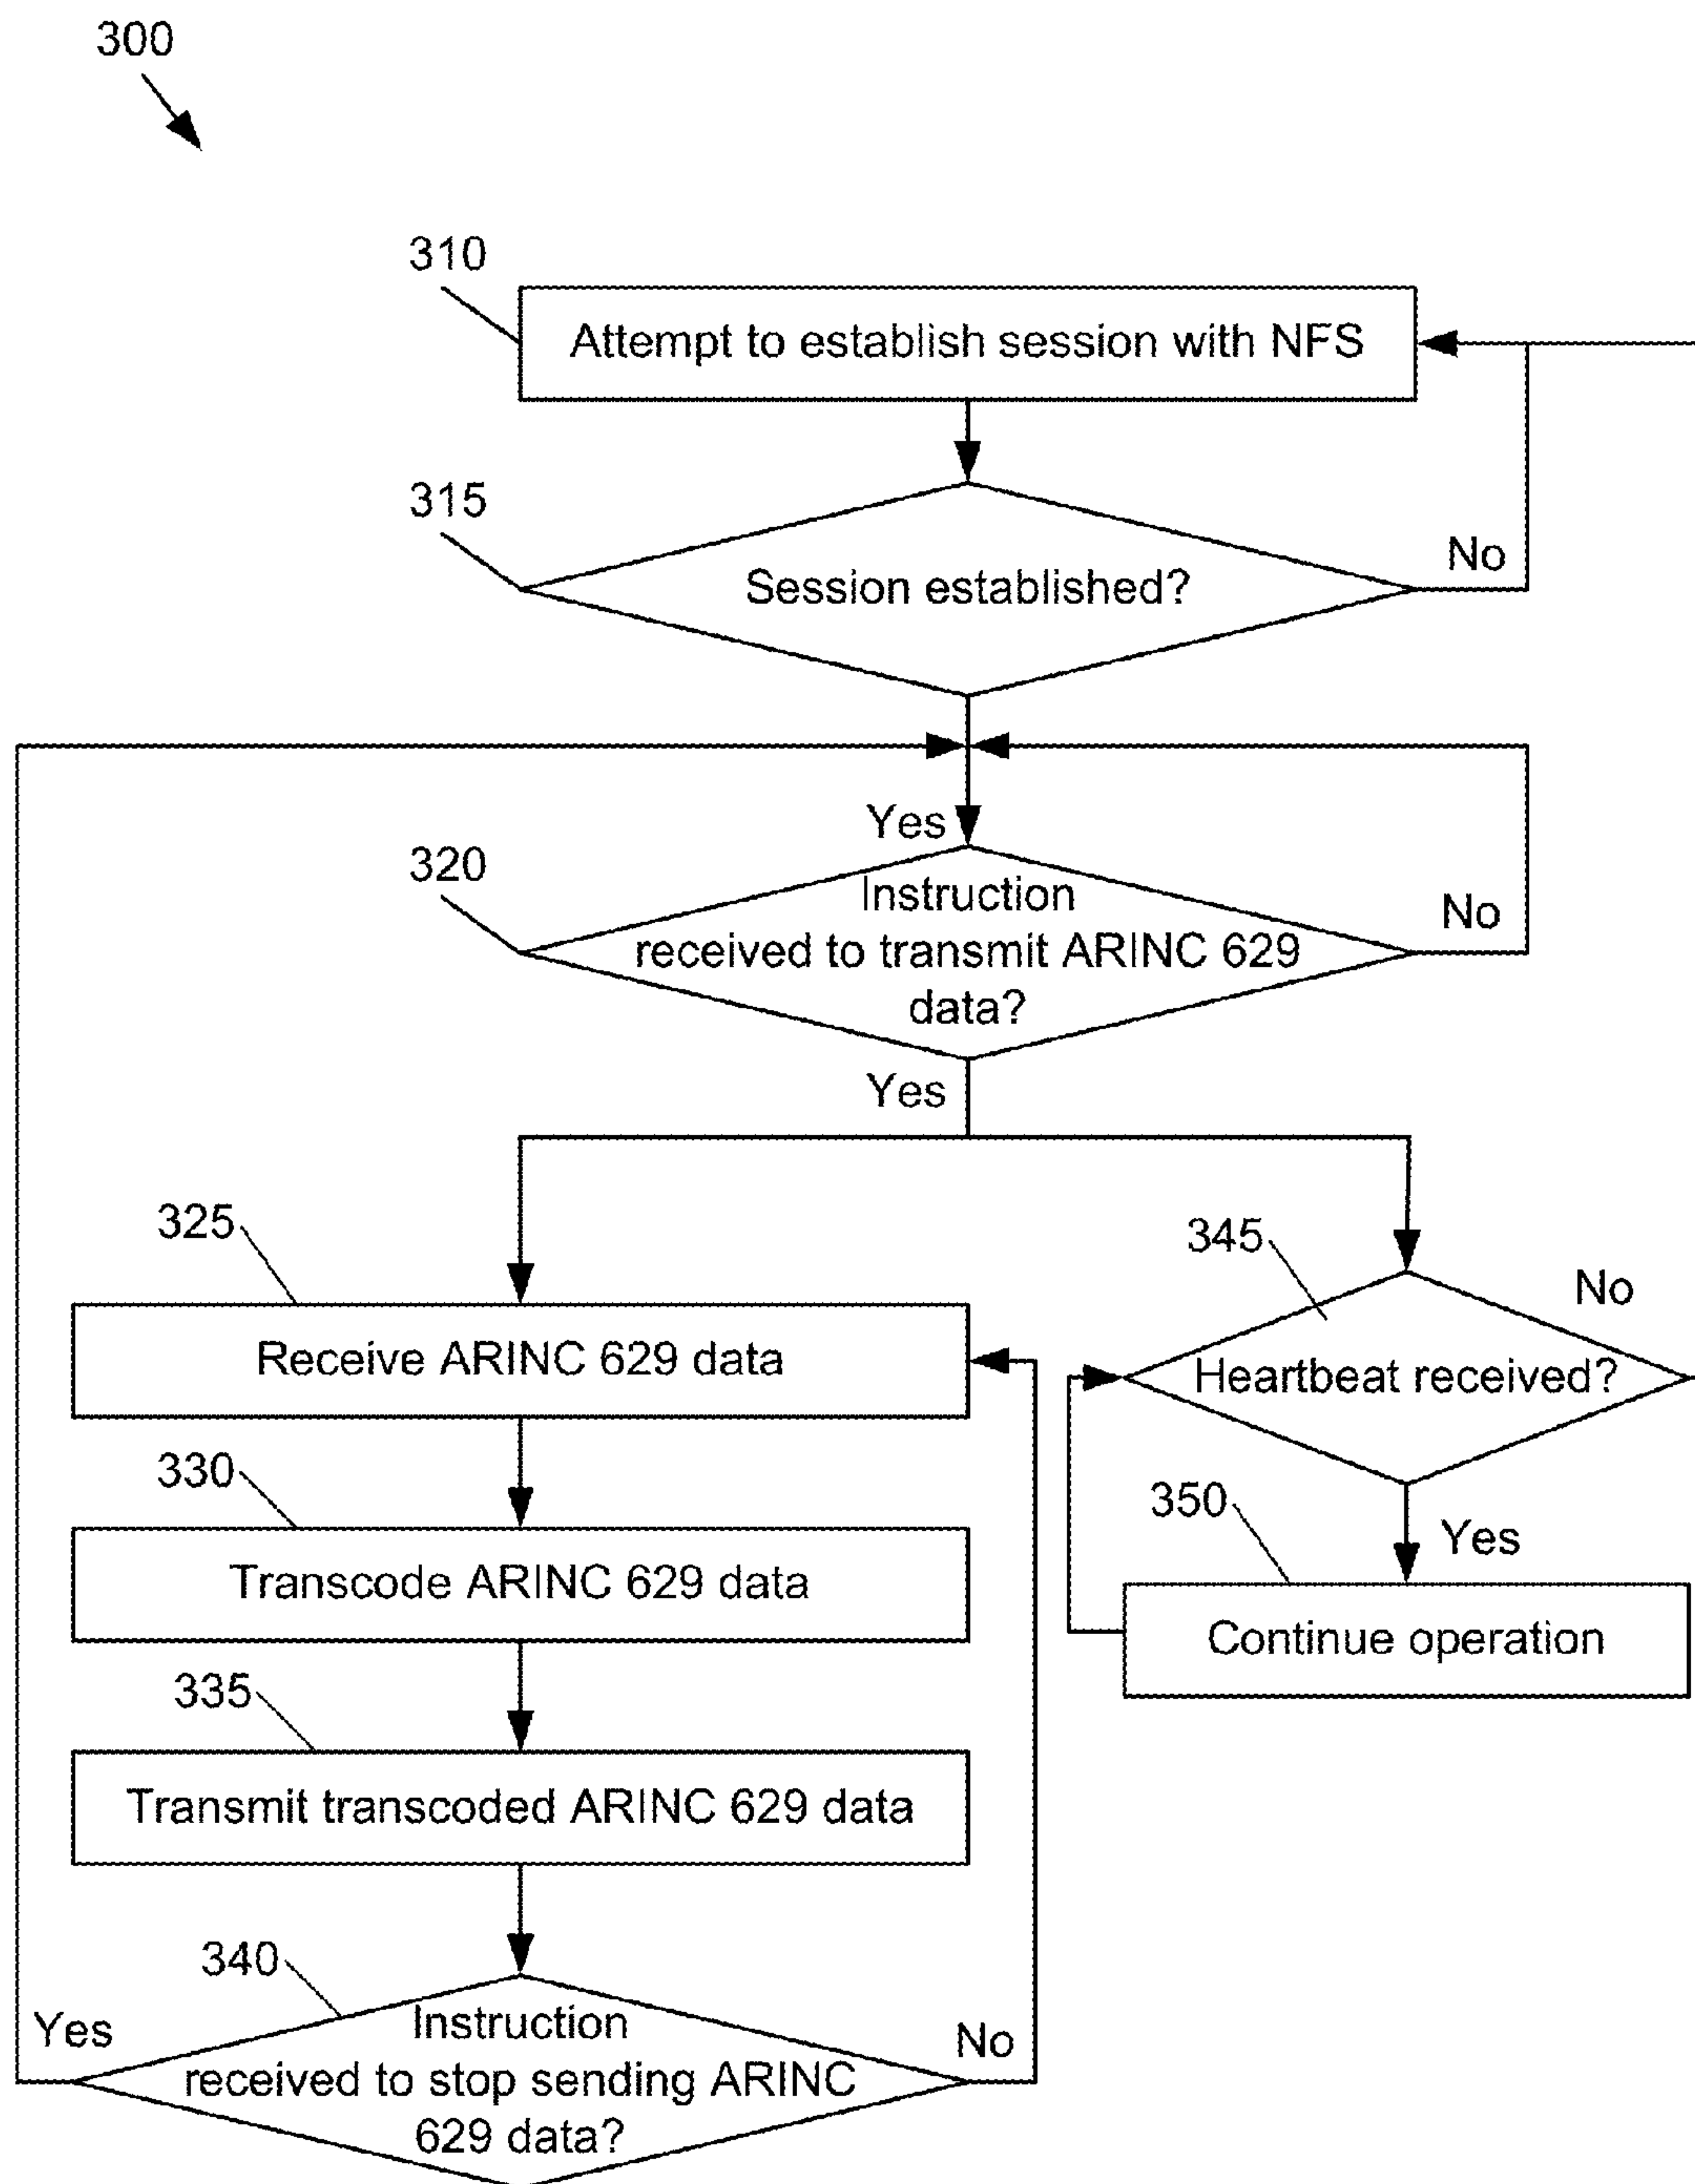 300
310
Attempt to establish session with NFS
315
Session established?
No
Yes
320
Instruction
received to transmit ARINC 629
data?
No
Yes
325
Receive ARINC 629 data
345
No
Heartbeat received?
330
Transcode ARINC 629 data
350
Yes
Continue operation
335
Transmit transcoded ARINC 629 data
340
Yes
Instruction
received to stop sending ARINC
629 data?
No